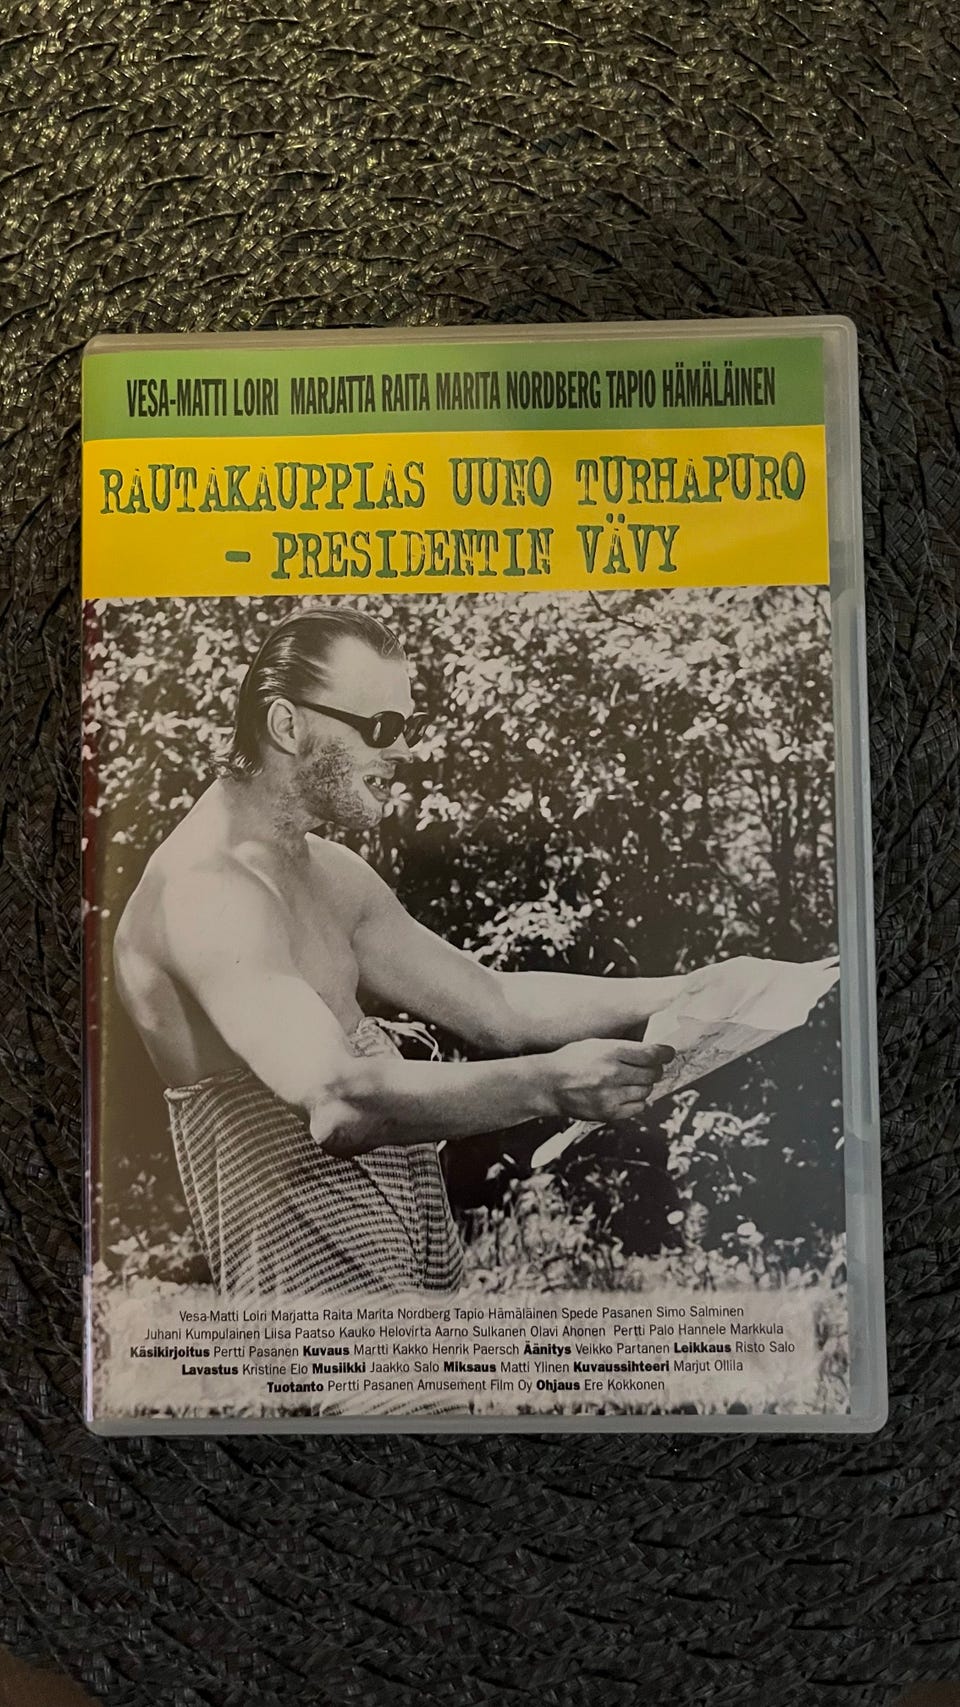 VESA-MATTI LOIRI MARJATTA RAITA MARITA NORDBERG TAPIO HÄMÄLÄINEN
RAUTAKAUPPIAS UUNO TURHAPURO
- PRESIDENTIN VÄVY
Vesa-Matti Loiri Marjatta Raita Marita Nordberg Tapio Hämäläinen Spede Pasanen Simo Salminen
Juhani Kumpulainen Liisa Paatso Kauko Helovirta Aarno Sulkanen Olavi Ahonen Pertti Palo Hannele Markkula
Käsikirjoitus Pertti Pasanen Kuvaus Martti Kakko Henrik Paersch Äänitys Veikko Partanen Leikkaus Risto Salo
Lavastus Kristine Elo Musiikki Jaakko Salo Miksaus Matti Ylinen Kuvaussihteeri Marjut Ollila
Tuotanto Pertti Pasanen Amusement Film Oy Ohjaus Ere Kokkonen